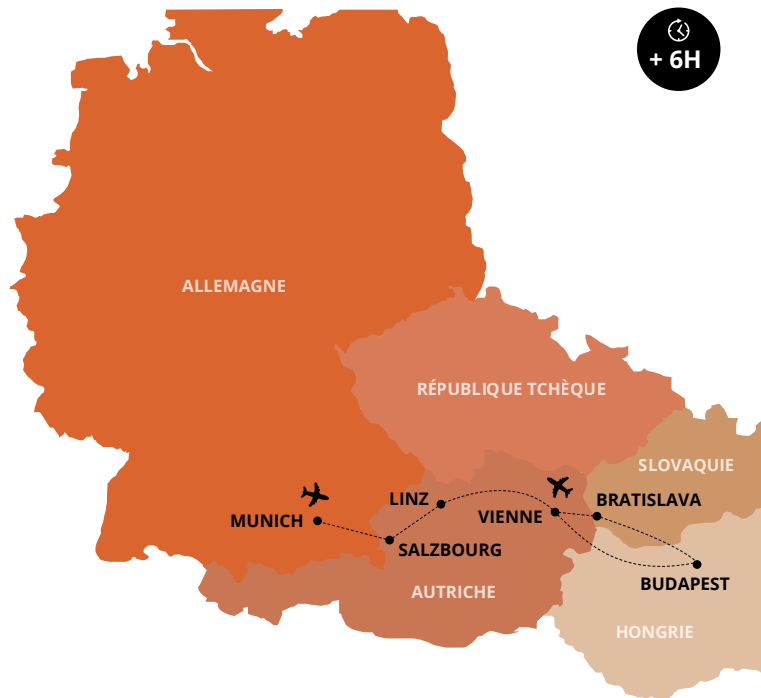 + 6H
ALLEMAGNE
RÉPUBLIQUE TCHÈQUE
SLOVAQUIE
LINZ
BRATISLAVA
VIENNE
MUNICH
SALZBOURG
BUDAPEST
AUTRICHE
HONGRIE